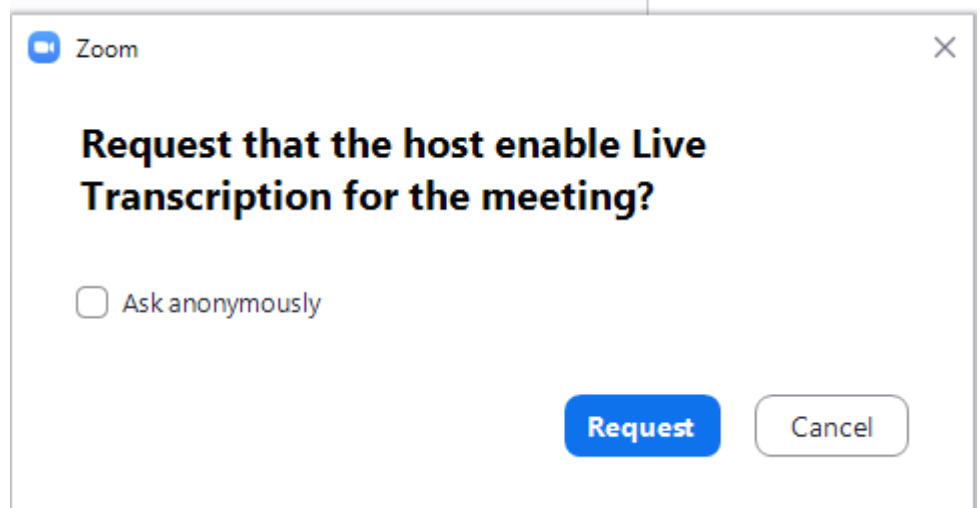 Zoom
Request that the host enable Live
Transcription for the meeting?
Ask anonymously
Request Cancel